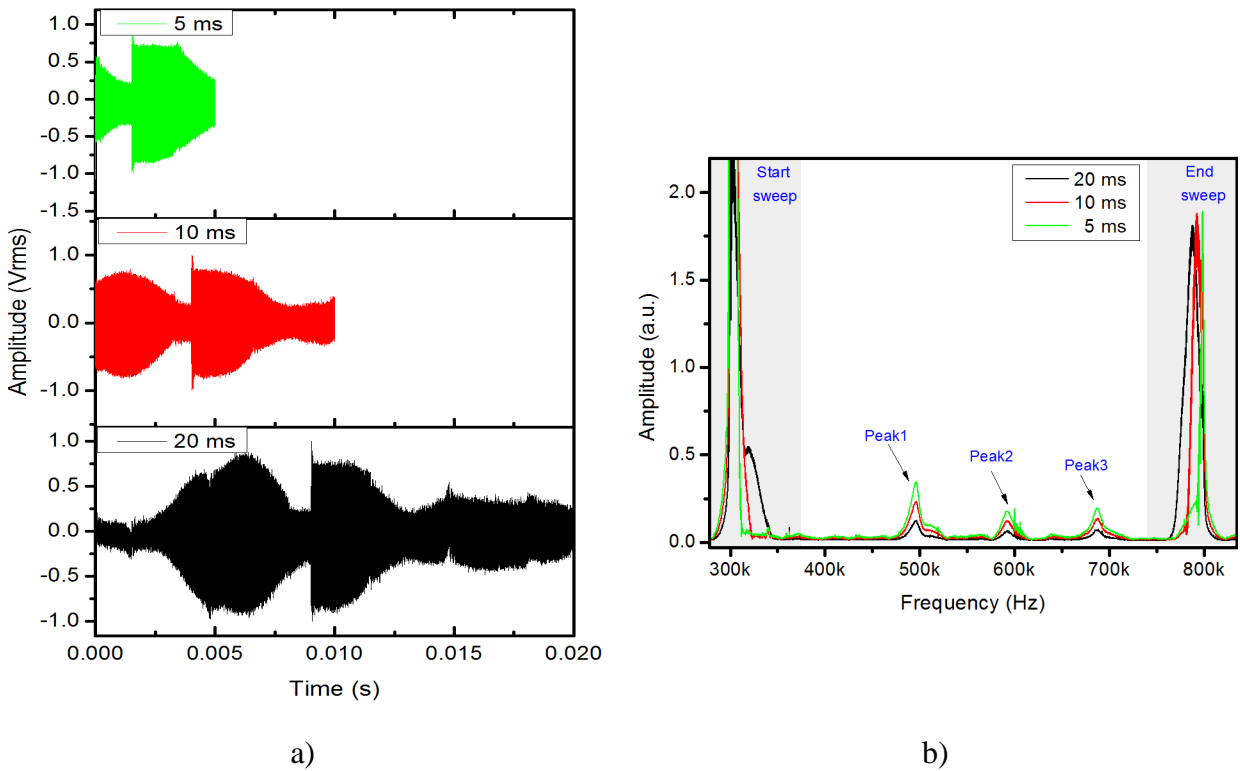 5 ms
1.0
0.5
0.0
-0.5
-1.0
-1.5
10 ms
1.0
0.0
-1.0
20 ms
1.0
0.5
0.0
-0.5
-1.0
Amplitude (Vrms)
0.000 0.005 0.010 0.015 0.020
Time (s)
a)
Start
sweep
End
sweep
20 ms
10 ms
5 ms
Peak1
Peak2
Peak3
2.0
1.5
1.0
0.5
0.0
Amplitude (a.u.)
300k 400k 500k 600k 700k 800k
Frequency (Hz)
b)